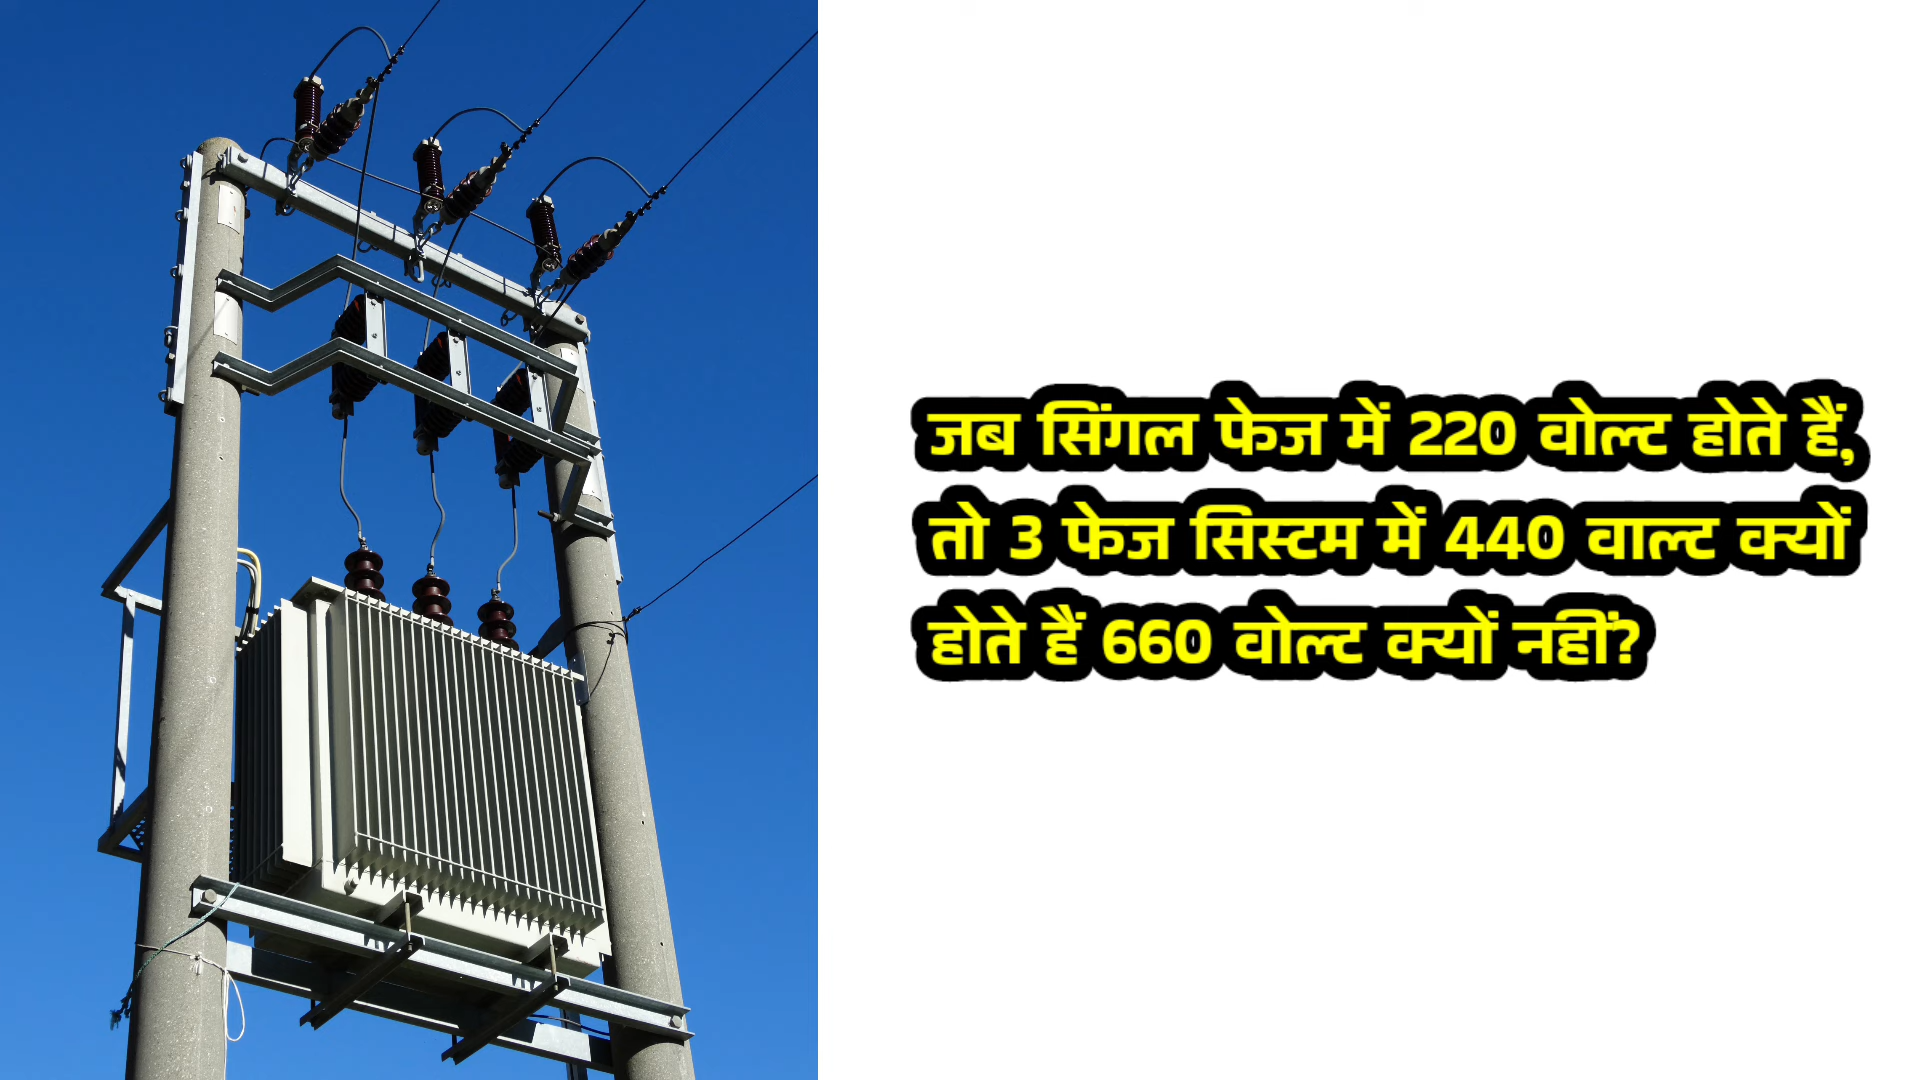 जब सिंगल फेज में 220 वोल्ट होते हैं,
तो 3 फेज सिस्टम में 440 वाल्ट क्यों
होते हैं 660 वोल्ट क्यों नहीं?